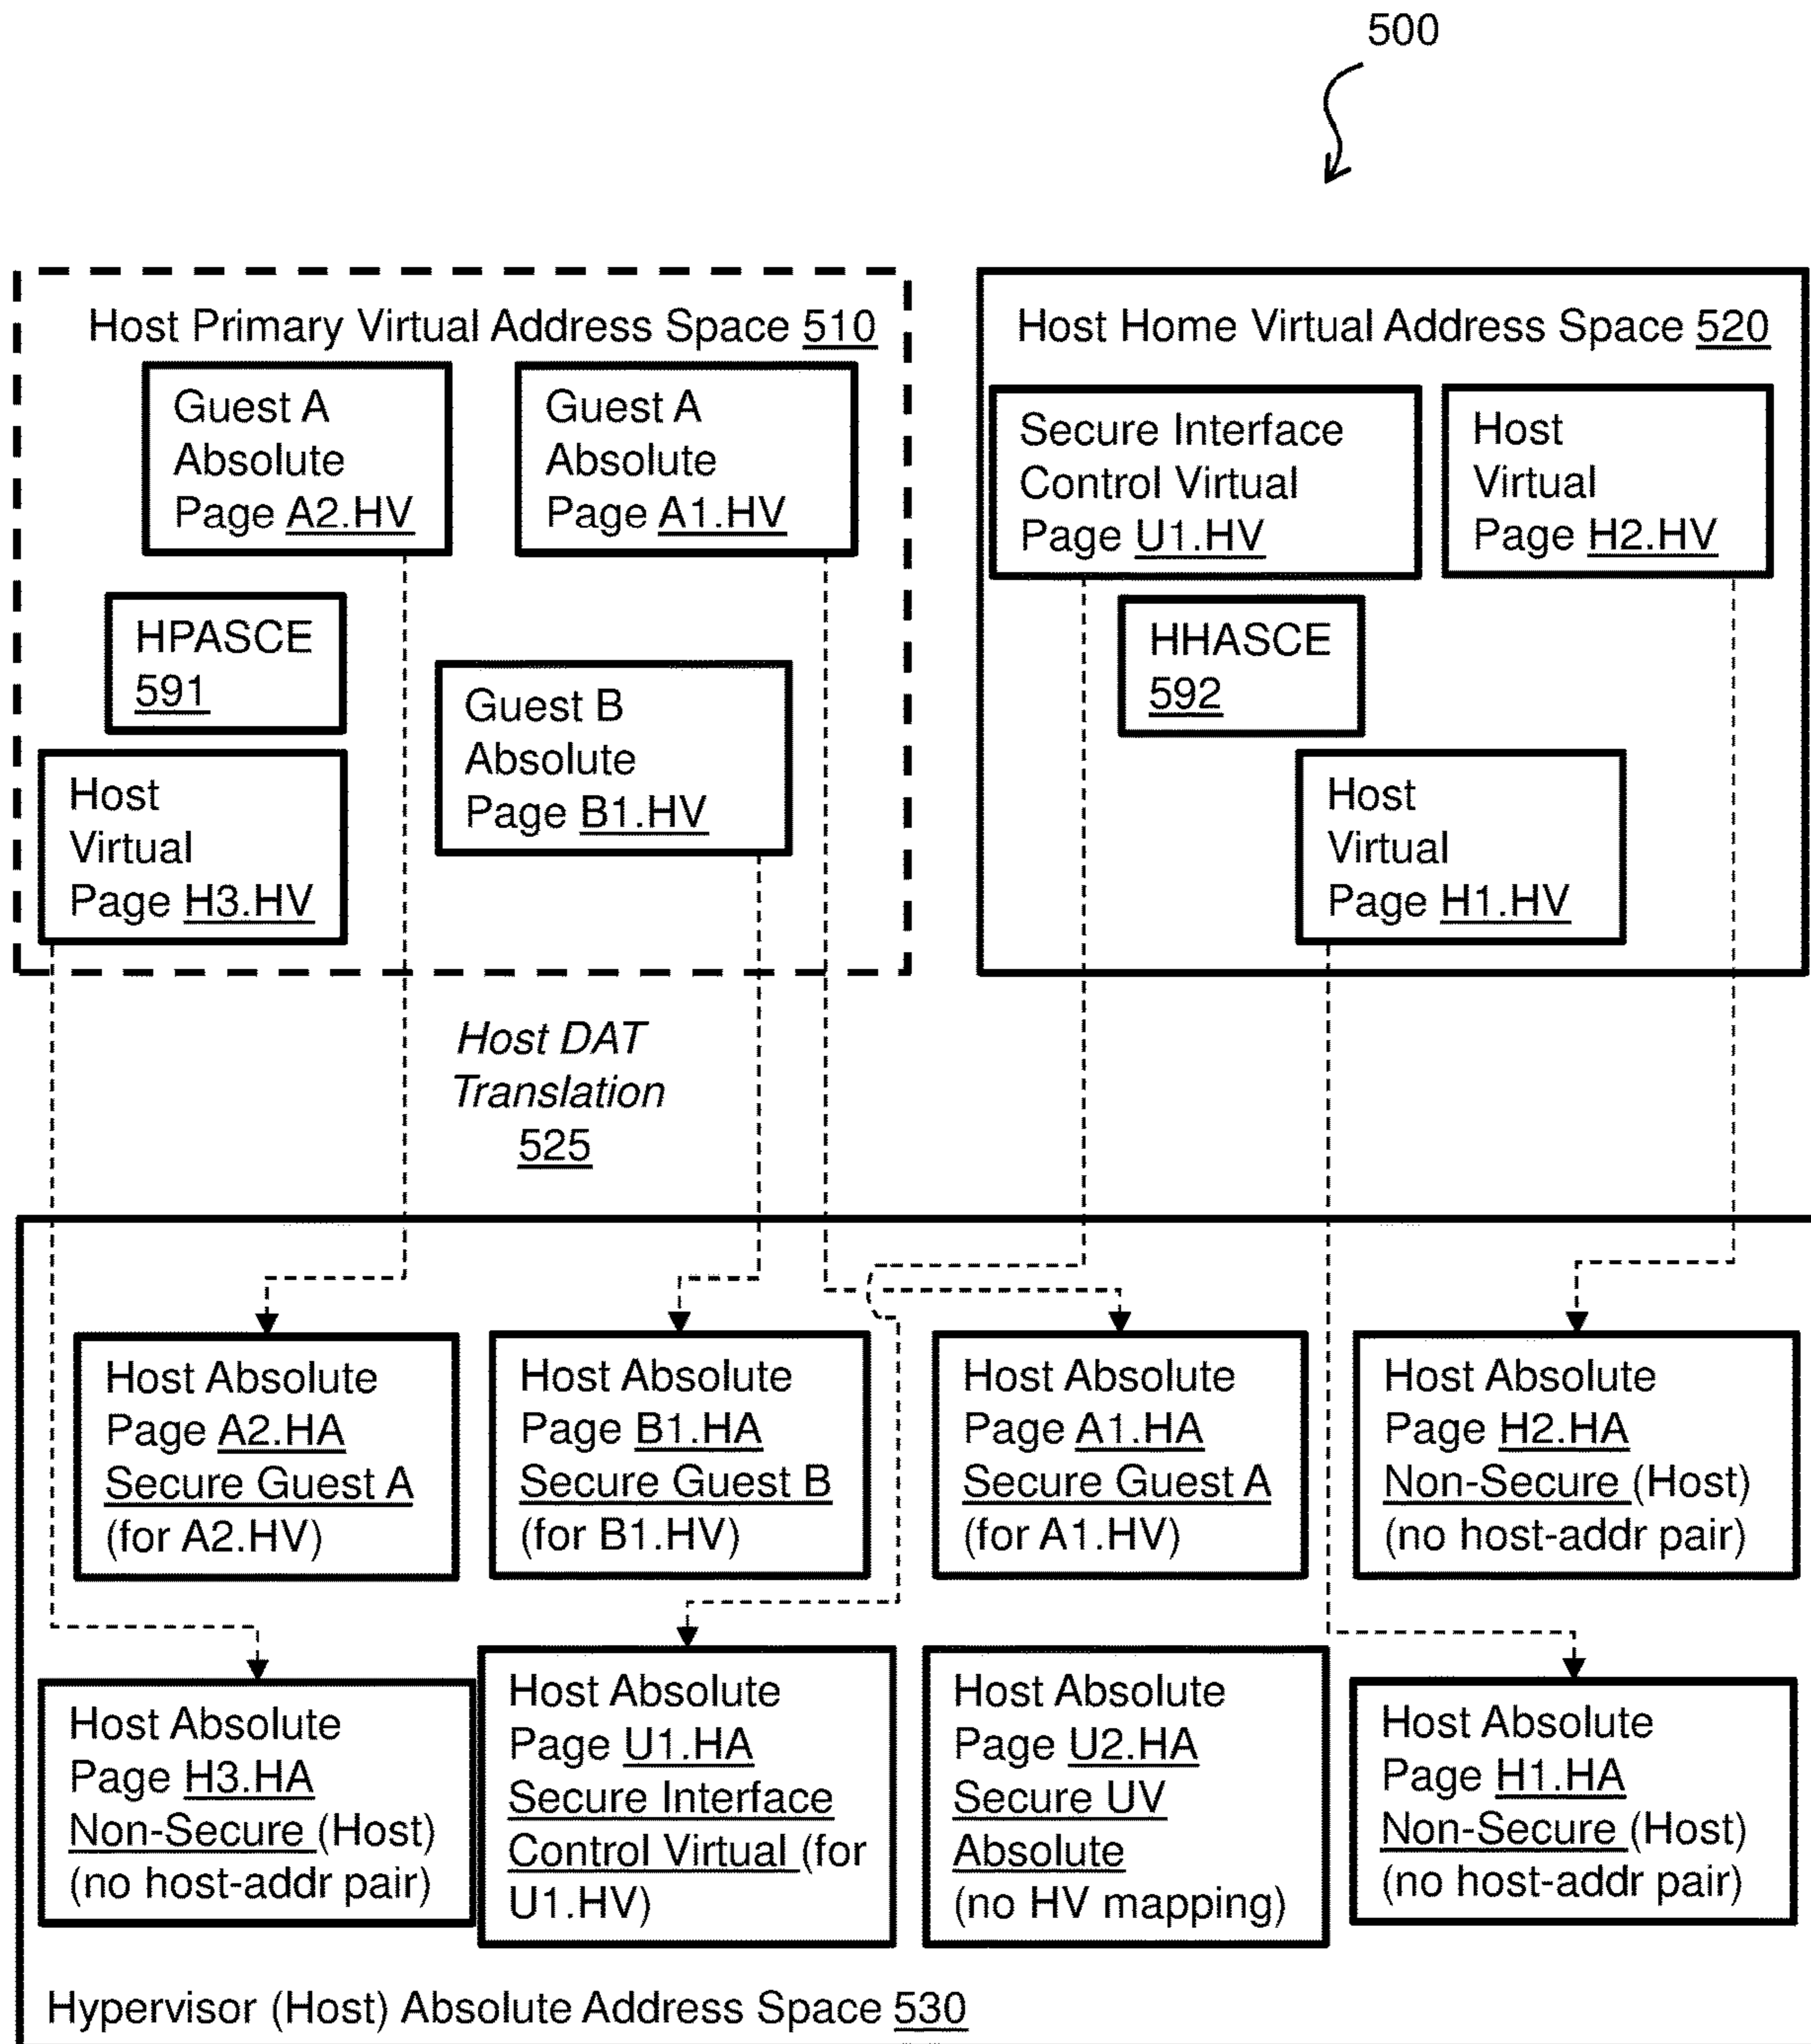 500
Host Primary Virtual Address Space 510
Guest A
Absolute
Page A2.HV
Guest A
Absolute
Page A1.HV
HPASCE
591
Guest B
Absolute
Page B1.HV
Host
Virtual
Page H3.HV
Host Home Virtual Address Space 520
Secure Interface
Control Virtual
Page U1.HV
Host
Virtual
Page H2.HV
HHASCE
592
Host
Virtual
Page H1.HV
Host DAT
Translation
525
Host Absolute
Page A2.HA
Secure Guest A
(for A2.HV)
Host Absolute
Page B1.HA
Secure Guest B
(for B1.HV)
Host Absolute
Page A1.HA
Secure Guest A
(for A1.HV)
Host Absolute
Page H2.HA
Non-Secure (Host)
(no host-addr pair)
Host Absolute
Page H3.HA
Non-Secure (Host)
(no host-addr pair)
Host Absolute
Page U1.HA
Secure Interface
Control Virtual (for
U1.HV)
Host Absolute
Page U2.HA
Secure UV
Absolute
(no HV mapping)
Host Absolute
Page H1.HA
Non-Secure (Host)
(no host-addr pair)
Hypervisor (Host) Absolute Address Space 530